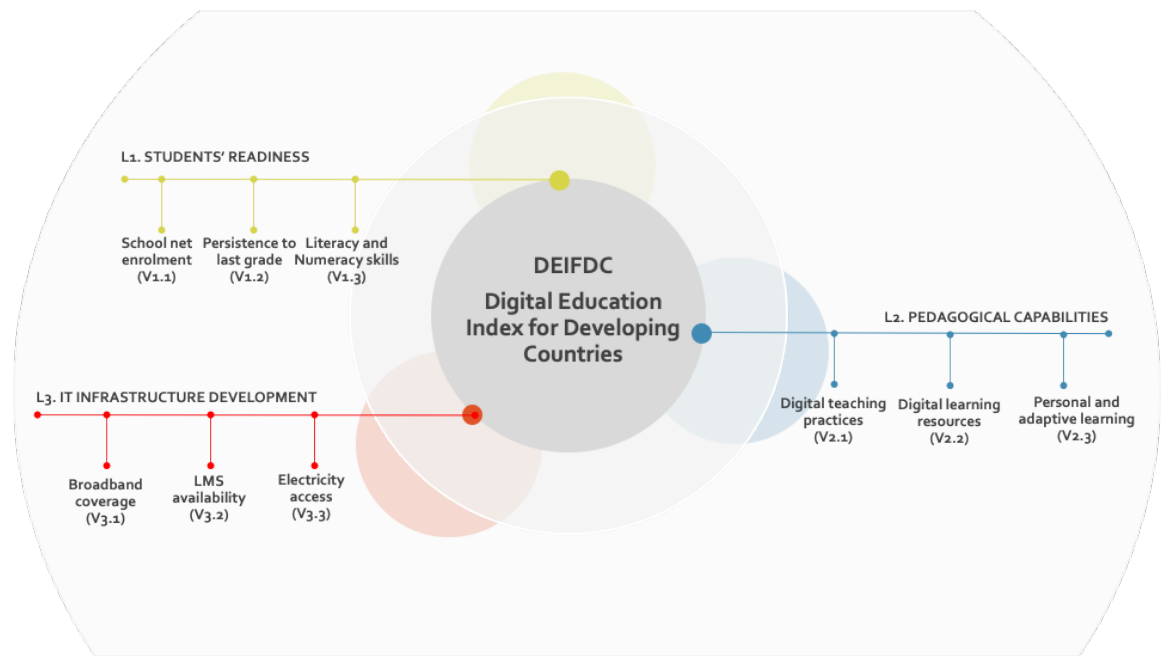 L1. STUDENTS' READINESS
School net
enrolment
(V1.1)
Persistence to
last grade
(V1.2)
Literacy and
Numeracy skills
(V1.3)
DEIFDC
Digital Education
Index for Developing
Countries
L2. PEDAGOGICAL CAPABILITIES
Digital teaching
practices
(V2.1)
Digital learning
resources
(V2.2)
Personal and
adaptive learning
(V2.3)
L3. IT INFRASTRUCTURE DEVELOPMENT
Broadband
coverage
(V3.1)
LMS
availability
(V3.2)
Electricity
access
(V3.3)